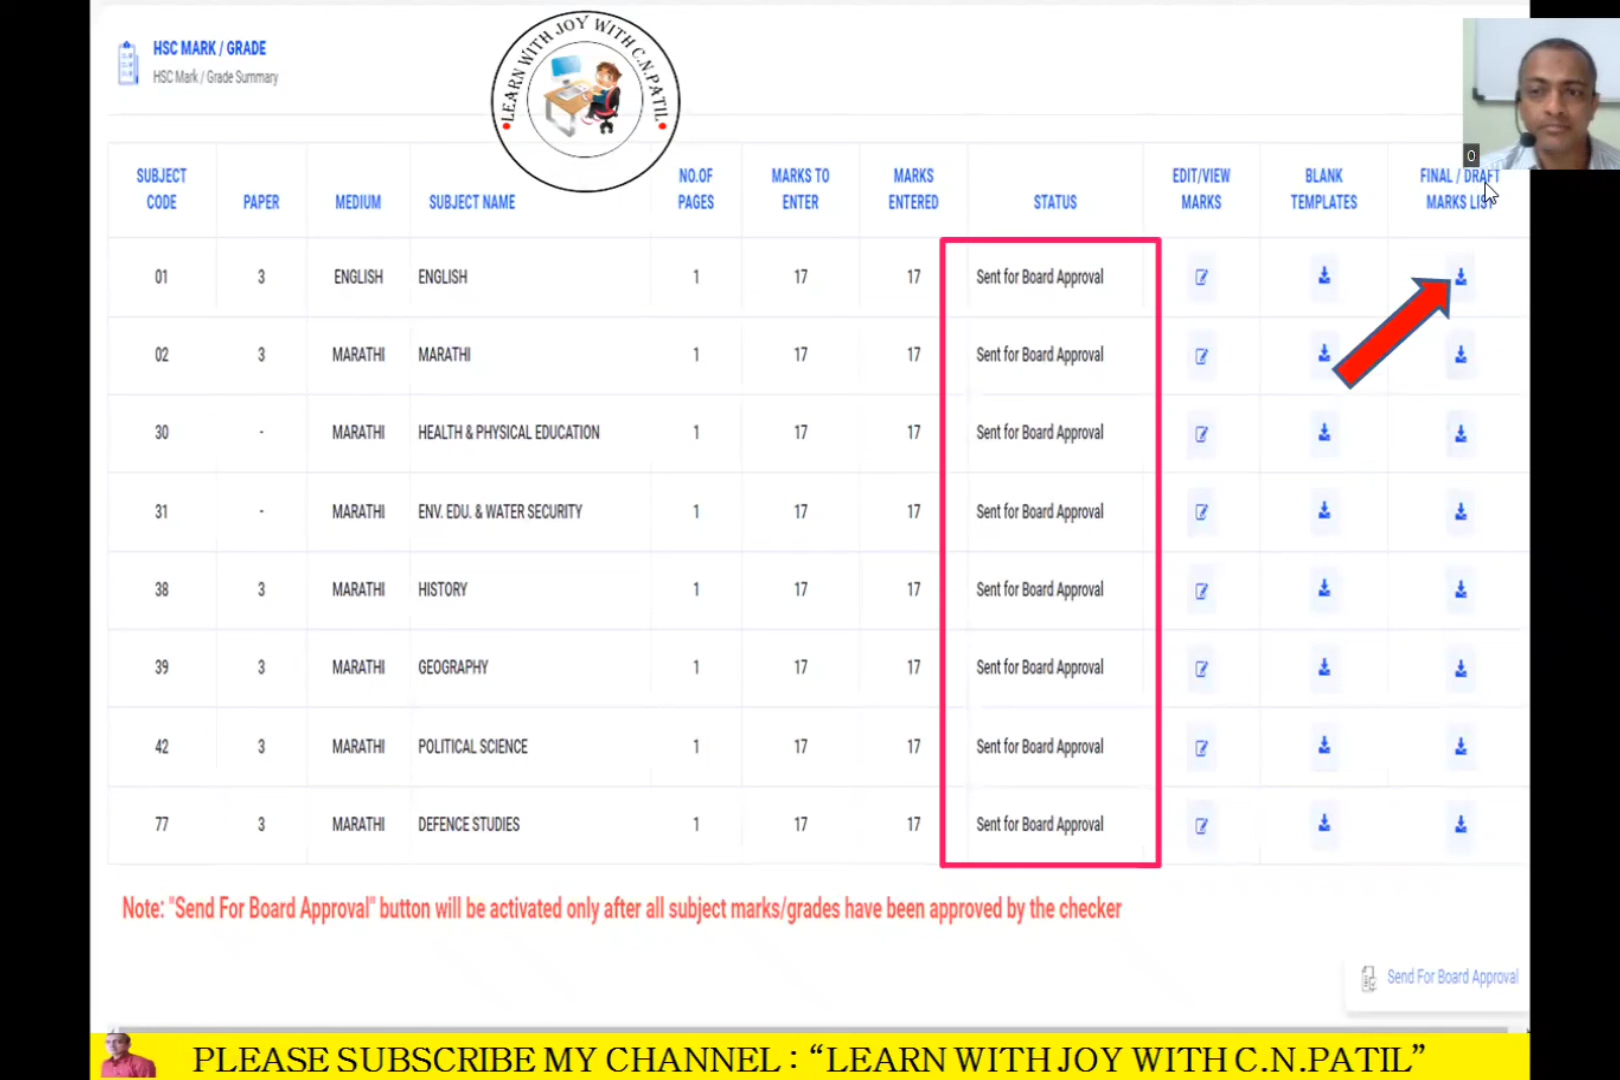 HSC MARK / GRADE
HSC Mark / Grade Summary
•LEARN WITH JOY WITH C.N.PATIL•
0
SUBJECT CODE PAPER MEDIUM SUBJECT NAME NO.OF PAGES MARKS TO ENTER MARKS ENTERED STATUS EDIT/VIEW MARKS BLANK TEMPLATES FINAL / DRAFT MARKS LIST
01 3 ENGLISH ENGLISH 1 17 17 Sent for Board Approval
02 3 MARATHI MARATHI 1 17 17 Sent for Board Approval
30 - MARATHI HEALTH & PHYSICAL EDUCATION 1 17 17 Sent for Board Approval
31 - MARATHI ENV. EDU. & WATER SECURITY 1 17 17 Sent for Board Approval
38 3 MARATHI HISTORY 1 17 17 Sent for Board Approval
39 3 MARATHI GEOGRAPHY 1 17 17 Sent for Board Approval
42 3 MARATHI POLITICAL SCIENCE 1 17 17 Sent for Board Approval
77 3 MARATHI DEFENCE STUDIES 1 17 17 Sent for Board Approval
Note: "Send For Board Approval" button will be activated only after all subject marks/grades have been approved by the checker
Send For Board Approval
PLEASE SUBSCRIBE MY CHANNEL : “LEARN WITH JOY WITH C.N.PATIL”